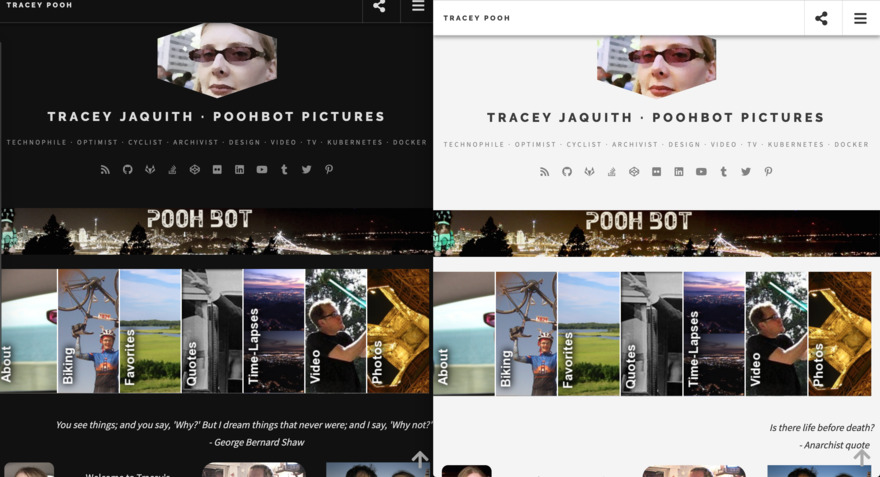 TRACEY POOH
TRACEY JAQUITH · POOHBOT PICTURES
TECHNOPHILE · OPTIMIST · CYCLIST · ARCHIVIST · DESIGN · VIDEO · TV · KUBERNETES · DOCKER
POOH BOT
About
Biking
Favorites
Quotes
Time-Lapses
Video
Photos
You see things; and you say, 'Why?' But I dream things that never were; and I say, 'Why not?'
- George Bernard Shaw
Welcome to Tracey's
TRACEY POOH
TRACEY JAQUITH · POOHBOT PICTURES
TECHNOPHILE · OPTIMIST · CYCLIST · ARCHIVIST · DESIGN · VIDEO · TV · KUBERNETES · DOCKER
POOH BOT
About
Biking
Favorites
Quotes
Time-Lapses
Video
Photos
Is there life before death?
- Anarchist quote